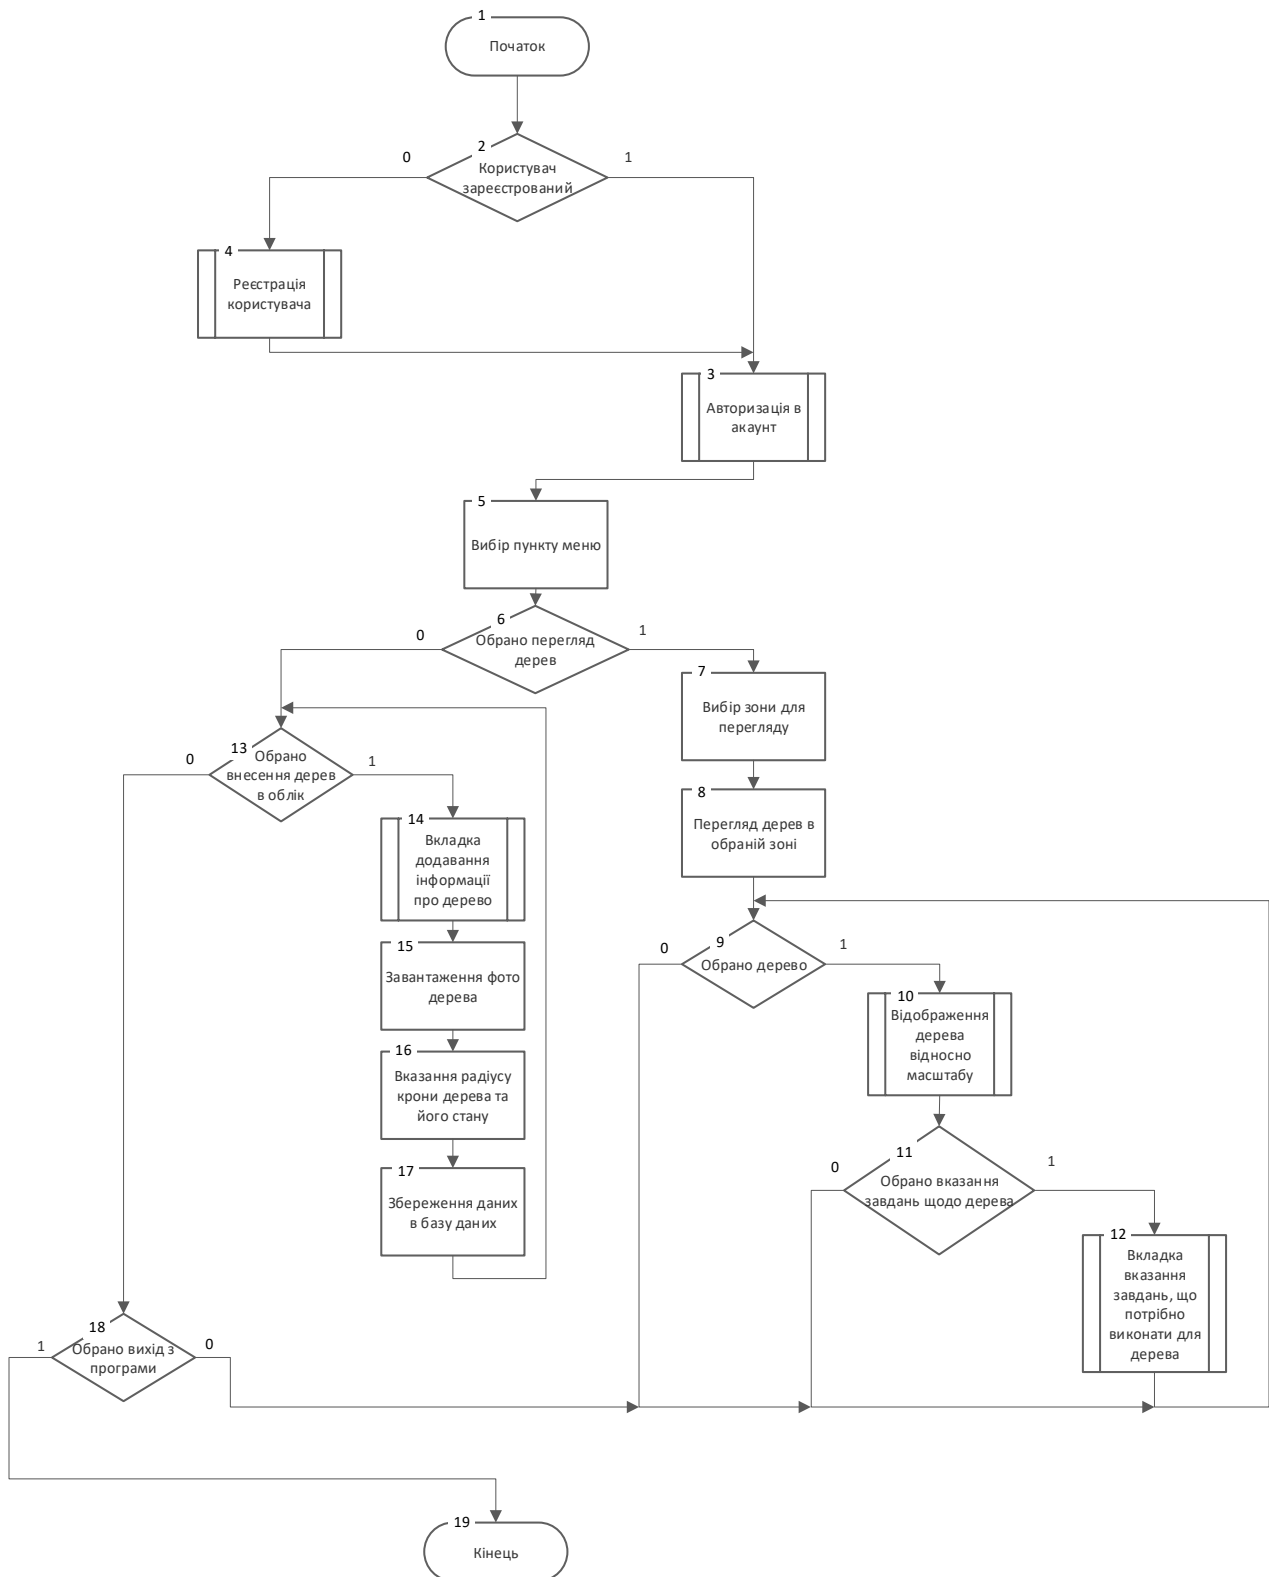 1
Початок
2
Користувач
зареєстрований
0
1
4
Реєстрація
користувача
3
Авторизація в
акаунт
5
Вибір пункту меню
6
Обрано перегляд
дерев
0
1
7
Вибір зони для
перегляду
13
Обрано
внесення дерев
в облік
0
1
8
Перегляд дерев в
обраній зоні
14
Вкладка
додавання
інформації
про дерево
9
Обрано дерево
0
1
15
Завантаження фото
дерева
10
Відображення
дерева
відносно
масштабу
16
Вказання радіусу
крони дерева та
його стану
11
Обрано вказання
завдань щодо дерева
0
1
17
Збереження даних
в базу даних
12
Вкладка
вказання
завдань, що
потрібно
виконати для
дерева
18
Обрано вихід з
програми
1
0
19
Кінець